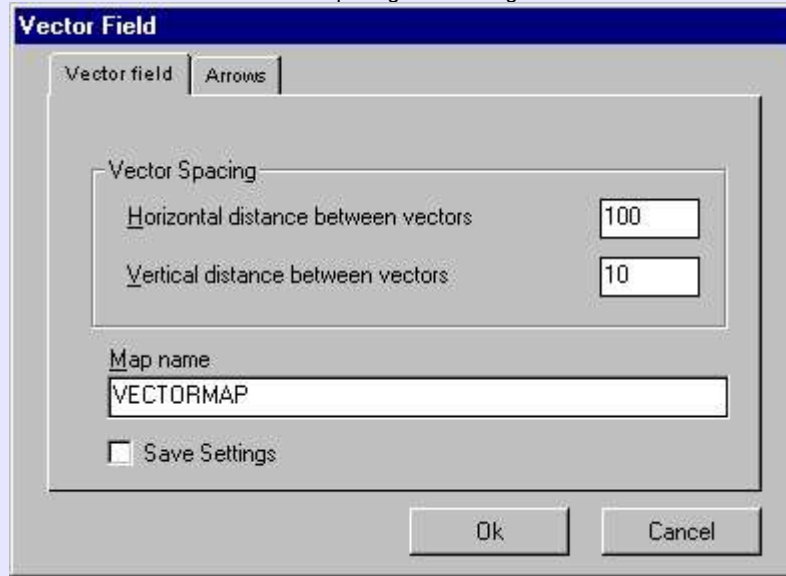 Vector Field
Vector field Arrows
Vector Spacing
Horizontal distance between vectors 100
Vertical distance between vectors 10
Map name
VECTORMAP
Save Settings
Ok Cancel